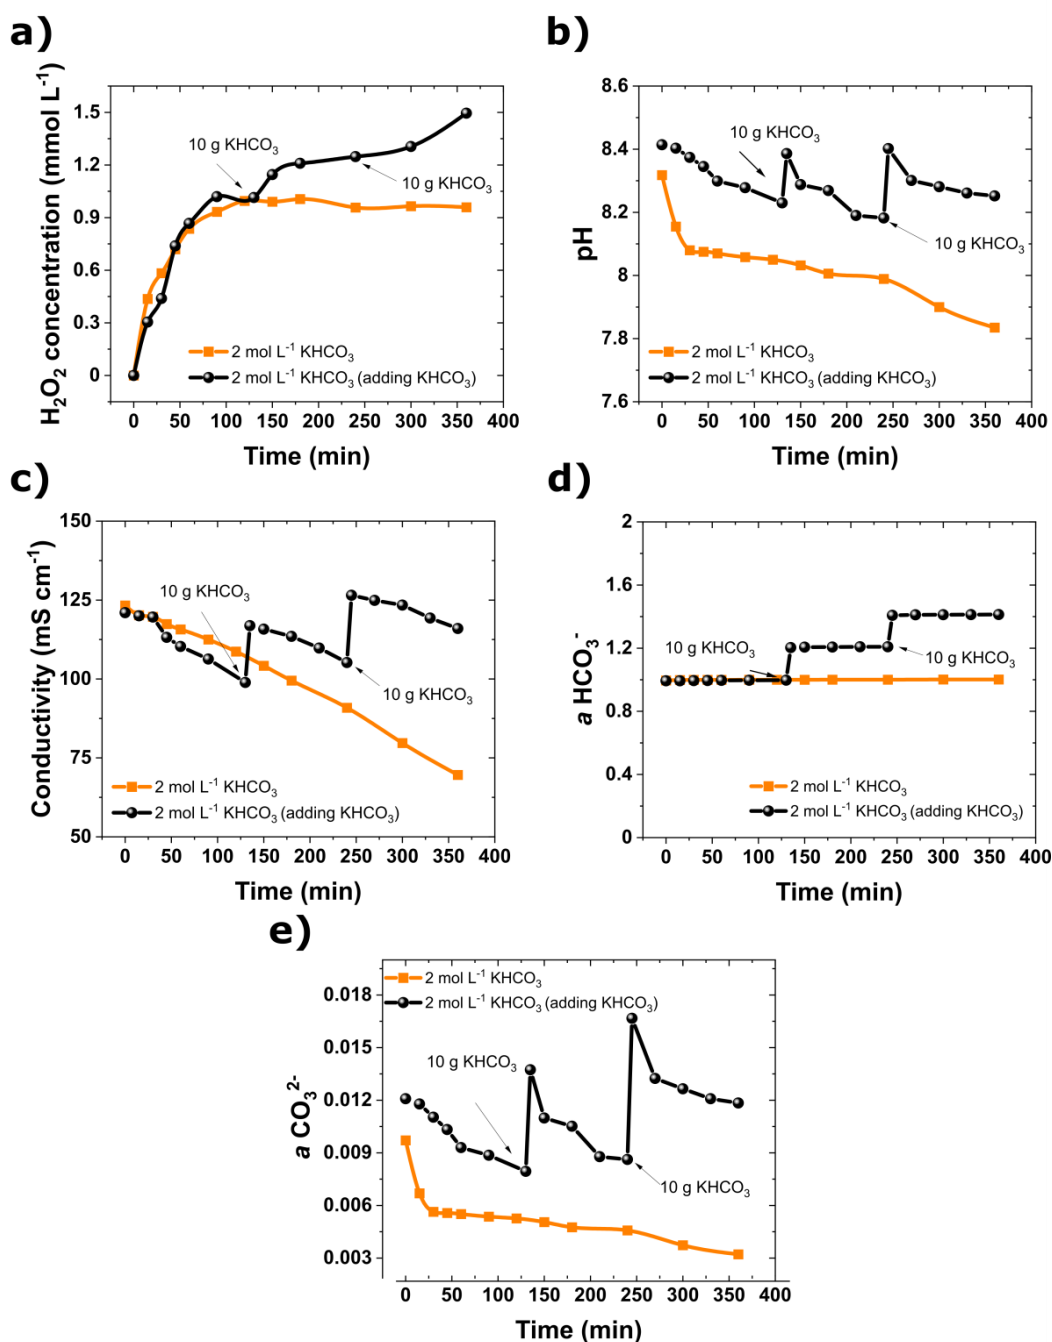 a)
H₂O₂ concentration (mmol L⁻¹)
1.5
1.2
0.9
0.6
0.3
0
10 g KHCO₃
10 g KHCO₃
2 mol L⁻¹ KHCO₃
2 mol L⁻¹ KHCO₃ (adding KHCO₃)
0 50 100 150 200 250 300 350 400
Time (min)
b)
pH
8.6
8.4
8.2
8
7.8
7.6
10 g KHCO₃
10 g KHCO₃
2 mol L⁻¹ KHCO₃
2 mol L⁻¹ KHCO₃ (adding KHCO₃)
0 50 100 150 200 250 300 350 400
Time (min)
c)
Conductivity (mS cm⁻¹)
150
125
100
75
50
10 g KHCO₃
10 g KHCO₃
2 mol L⁻¹ KHCO₃
2 mol L⁻¹ KHCO₃ (adding KHCO₃)
0 50 100 150 200 250 300 350 400
Time (min)
d)
a HCO₃⁻
2
1.6
1.2
0.8
0.4
0
10 g KHCO₃
10 g KHCO₃
2 mol L⁻¹ KHCO₃
2 mol L⁻¹ KHCO₃ (adding KHCO₃)
0 50 100 150 200 250 300 350 400
Time (min)
e)
a CO₃²⁻
0.018
0.015
0.012
0.009
0.006
0.003
2 mol L⁻¹ KHCO₃
2 mol L⁻¹ KHCO₃ (adding KHCO₃)
10 g KHCO₃
10 g KHCO₃
0 50 100 150 200 250 300 350 400
Time (min)